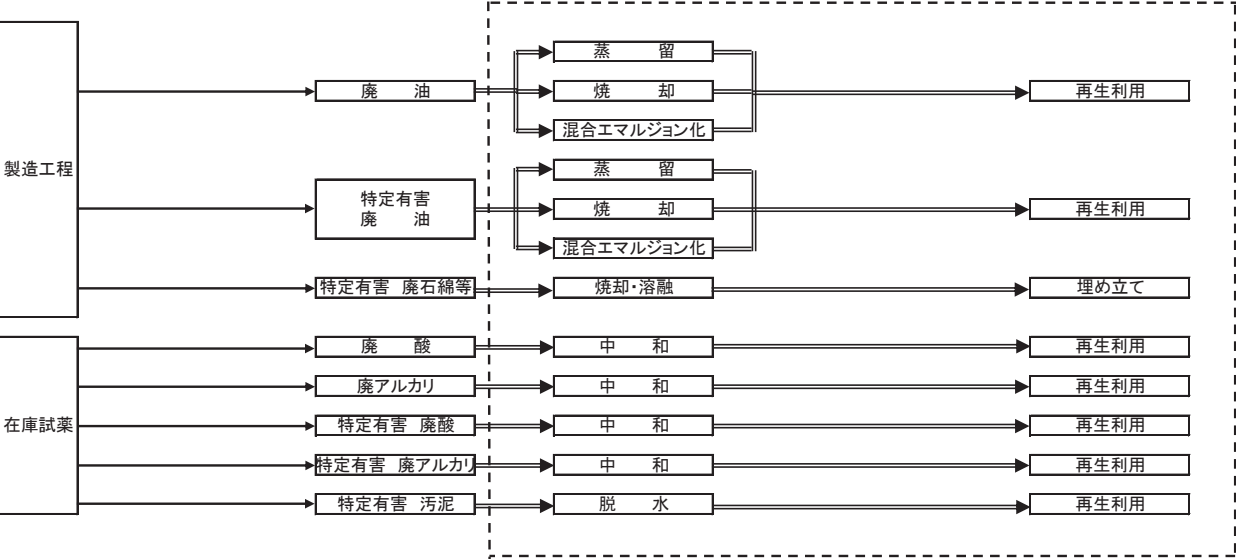 製造工程
廃　油
蒸　留
焼　却
混合エマルジョン化
再生利用
特定有害
廃　油
蒸　留
焼　却
混合エマルジョン化
再生利用
特定有害　廃石綿等
焼却・溶融
埋め立て
在庫試薬
廃　酸
中　和
再生利用
廃アルカリ
中　和
再生利用
特定有害　廃酸
中　和
再生利用
特定有害　廃アルカリ
中　和
再生利用
特定有害　汚泥
脱　水
再生利用